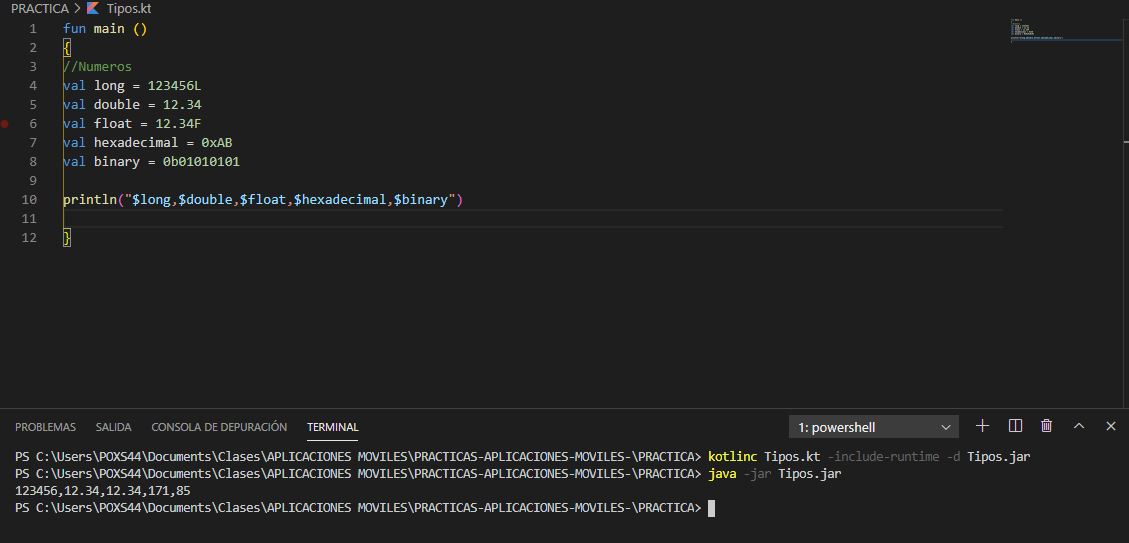 PRACTICA > Tipos.kt
1 fun main ()
2 {
3 //Numeros
4 val long = 123456L
5 val double = 12.34
6 val float = 12.34F
7 val hexadecimal = 0xAB
8 val binary = 0b01010101
9
10 println("$long,$double,$float,$hexadecimal,$binary")
11
12 }
PROBLEMAS SALIDA CONSOLA DE DEPURACIÓN TERMINAL 1: powershell
PS C:\Users\POXS44\Documents\Clases\APLICACIONES MOVILES\PRACTICAS-APLICACIONES-MOVILES-\PRACTICA> kotlinc Tipos.kt -include-runtime -d Tipos.jar
PS C:\Users\POXS44\Documents\Clases\APLICACIONES MOVILES\PRACTICAS-APLICACIONES-MOVILES-\PRACTICA> java -jar Tipos.jar
123456,12.34,12.34,171,85
PS C:\Users\POXS44\Documents\Clases\APLICACIONES MOVILES\PRACTICAS-APLICACIONES-MOVILES-\PRACTICA>